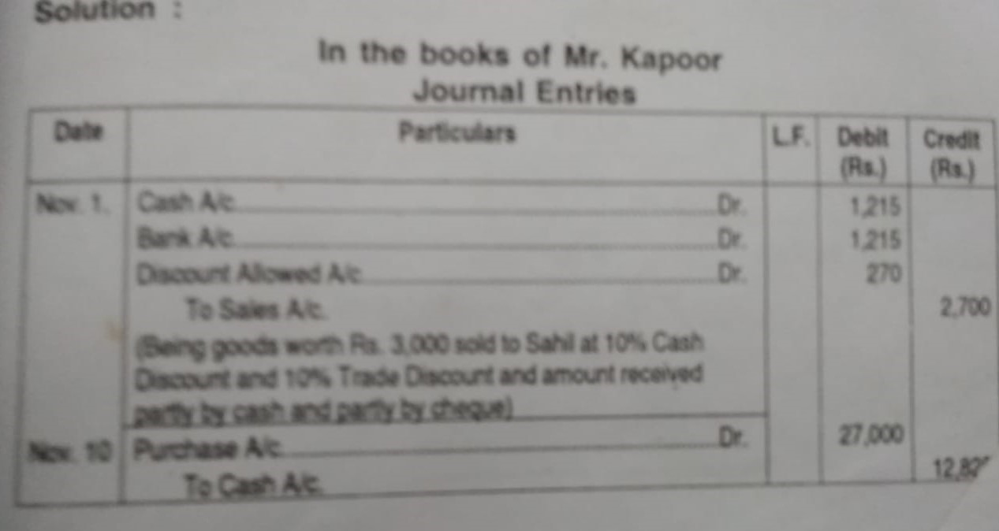 Solution :
In the books of Mr. Kapoor
Journal Entries
Date Particulars L.F. Debit (Rs.) Credit (Rs.)
Nov. 1. Cash A/c Dr. 1,215
Bank A/c Dr. 1,215
Discount Allowed A/c Dr. 270
To Sales A/c. 2,700
(Being goods worth Rs. 3,000 sold to Sahil at 10% Cash
Discount and 10% Trade Discount and amount received
partly by cash and partly by cheque)
Nov. 10 Purchase A/c Dr. 27,000
To Cash A/c.